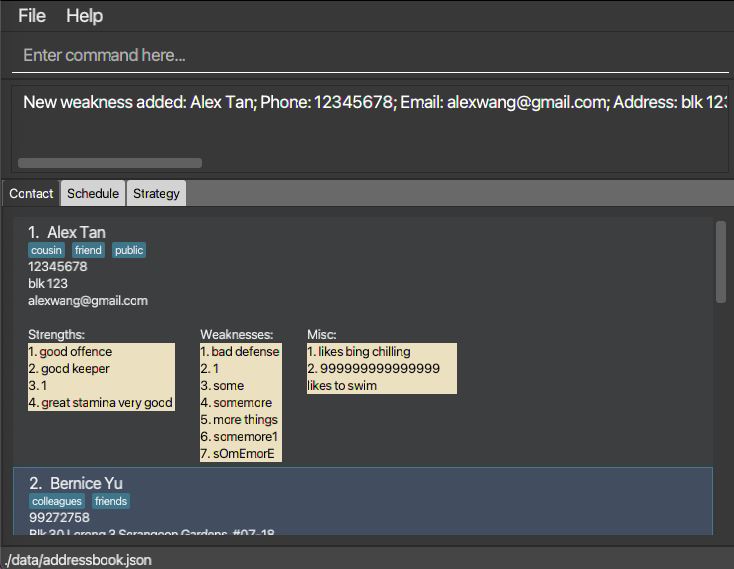 File Help
Enter command here...
New weakness added: Alex Tan; Phone: 12345678; Email: alexwang@gmail.com; Address: blk 123
Contact Schedule Strategy
1. Alex Tan
cousin friend public
12345678
blk 123
alexwang@gmail.com
Strengths: Weaknesses: Misc:
1. good offence 1. bad defense 1. likes bing chilling
2. good keeper 2. 1 2. 999999999999999
3. 1 3. some likes to swim
4. great stamina very good 4. somemore
5. more things
6. somemore1
7. sOmEmorE
2. Bernice Yu
colleagues friends
99272758
Blk 30 Lorong 3 Serangoon Gardens, #07-18
./data/addressbook.json